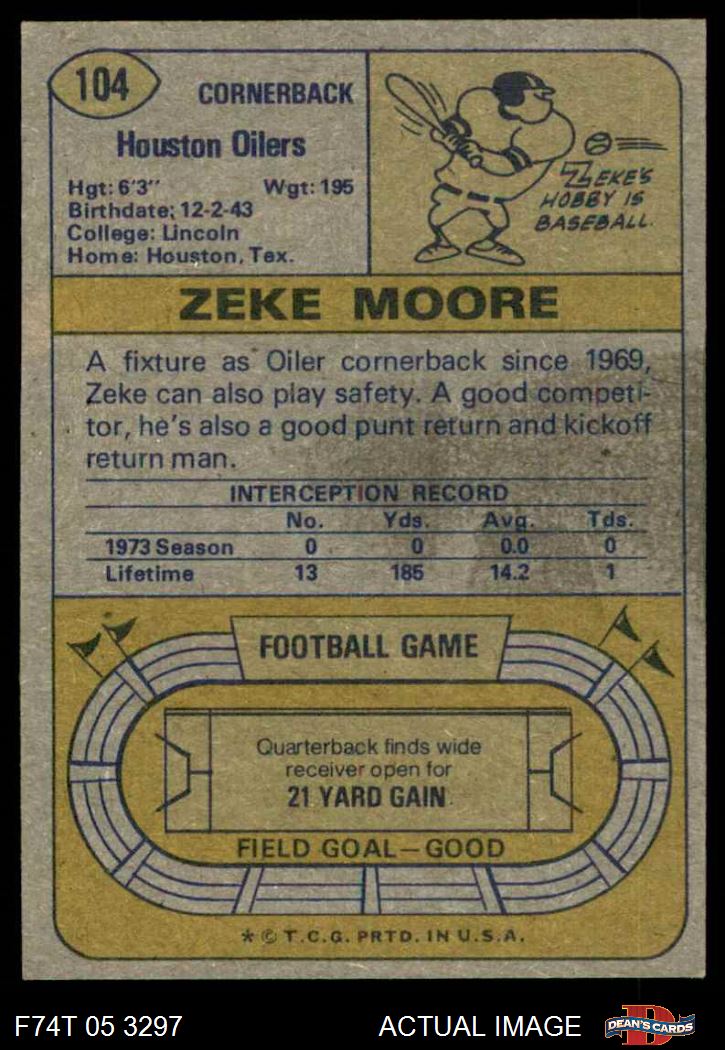 104
CORNERBACK
Houston Oilers
Hgt: 6'3" Wgt: 195
Birthdate: 12-2-43
College: Lincoln
Home: Houston, Tex.
ZEKE'S
HOBBY IS
BASEBALL.
ZEKE MOORE
A fixture as Oiler cornerback since 1969,
Zeke can also play safety. A good competi-
tor, he's also a good punt return and kickoff
return man.
INTERCEPTION RECORD
No. Yds. Avg. Tds.
1973 Season 0 0 0.0 0
Lifetime 13 185 14.2 1
FOOTBALL GAME
Quarterback finds wide
receiver open for
21 YARD GAIN
FIELD GOAL—GOOD
* © T.C.G. PRTD. IN U.S.A.
F74T 05 3297 ACTUAL IMAGE
D
DEAN'S CARDS